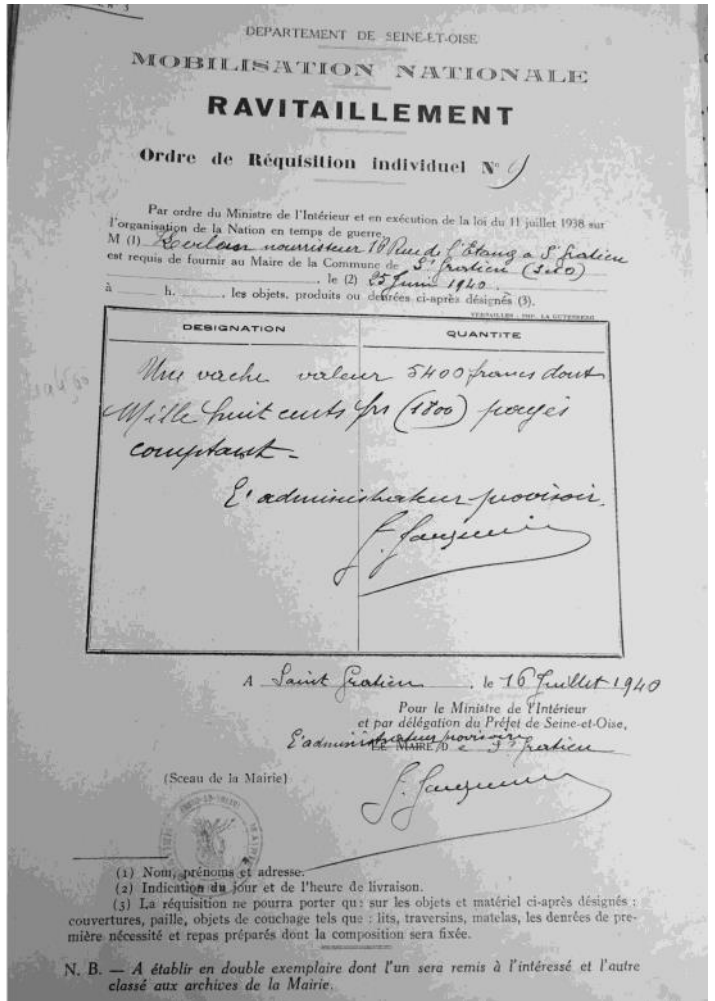 N° 3
DEPARTEMENT DE SEINE-ET-OISE
MOBILISATION NATIONALE
RAVITAILLEMENT
Ordre de Réquisition individuel N° 9
Par ordre du Ministre de l'Intérieur et en exécution de la loi du 11 juillet 1938 sur
l'organisation de la Nation en temps de guerre,
M (1) nourrisseur 18 Rue de l'Etang a St Gratien
est requis de fournir au Maire de la Commune de St Gratien (S&O)
, le (2) 25 Juin 1940.
à h. , les objets, produits ou denrées ci-après désignés (3).
VERSAILLES - IMP. LA GUTENBERG
DESIGNATION QUANTITE
Une vache valeur 5400 francs dont
Mille huit cents frs (1800) payés
comptant -
L'administrateur provisoir.
A Saint Gratien, le 16 Juillet 1940
Pour le Ministre de l'Intérieur
et par délégation du Préfet de Seine-et-Oise,
L'administrateur provisoir
LE MAIRE D e St Gratien
(Sceau de la Mairie)
(1) Nom, prénoms et adresse.
(2) Indication du jour et de l'heure de livraison.
(3) La réquisition ne pourra porter que sur les objets et matériel ci-après désignés :
couvertures, paille, objets de couchage tels que : lits, traversins, matelas, les denrées de pre-
mière nécessité et repas préparés dont la composition sera fixée.
N. B. — A établir en double exemplaire dont l'un sera remis à l'intéressé et l'autre
classé aux archives de la Mairie.